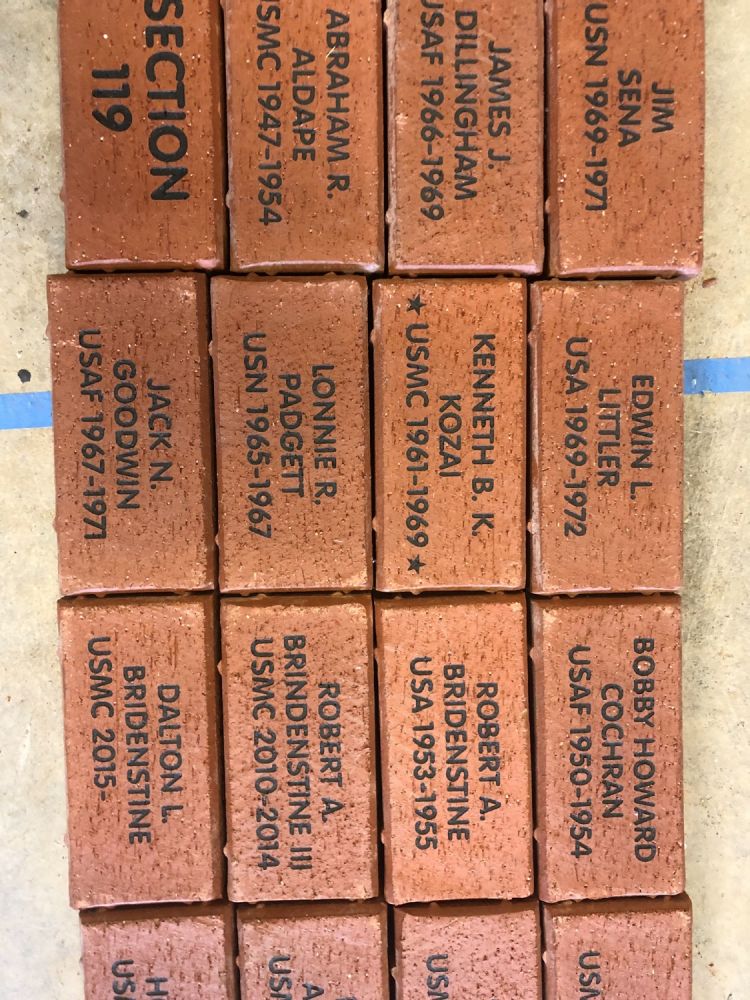 JIM
SENA
USN 1969-1971
EDWIN L.
LITTLER
USA 1969-1972
BOBBY HOWARD
COCHRAN
USAF 1950-1954
JAMES J.
DILLINGHAM
USAF 1966-1969
KENNETH B. K.
KOZAI
★ USMC 1961-1969 ★
ROBERT A.
BRIDENSTINE
USA 1953-1955
ABRAHAM R.
ALDAPE
USMC 1947-1954
LONNIE R.
PADGETT
USN 1965-1967
ROBERT A.
BRINDENSTINE III
USMC 2010-2014
SECTION
119
JACK N.
GOODWIN
USAF 1967-1971
DALTON L.
BRIDENSTINE
USMC 2015-